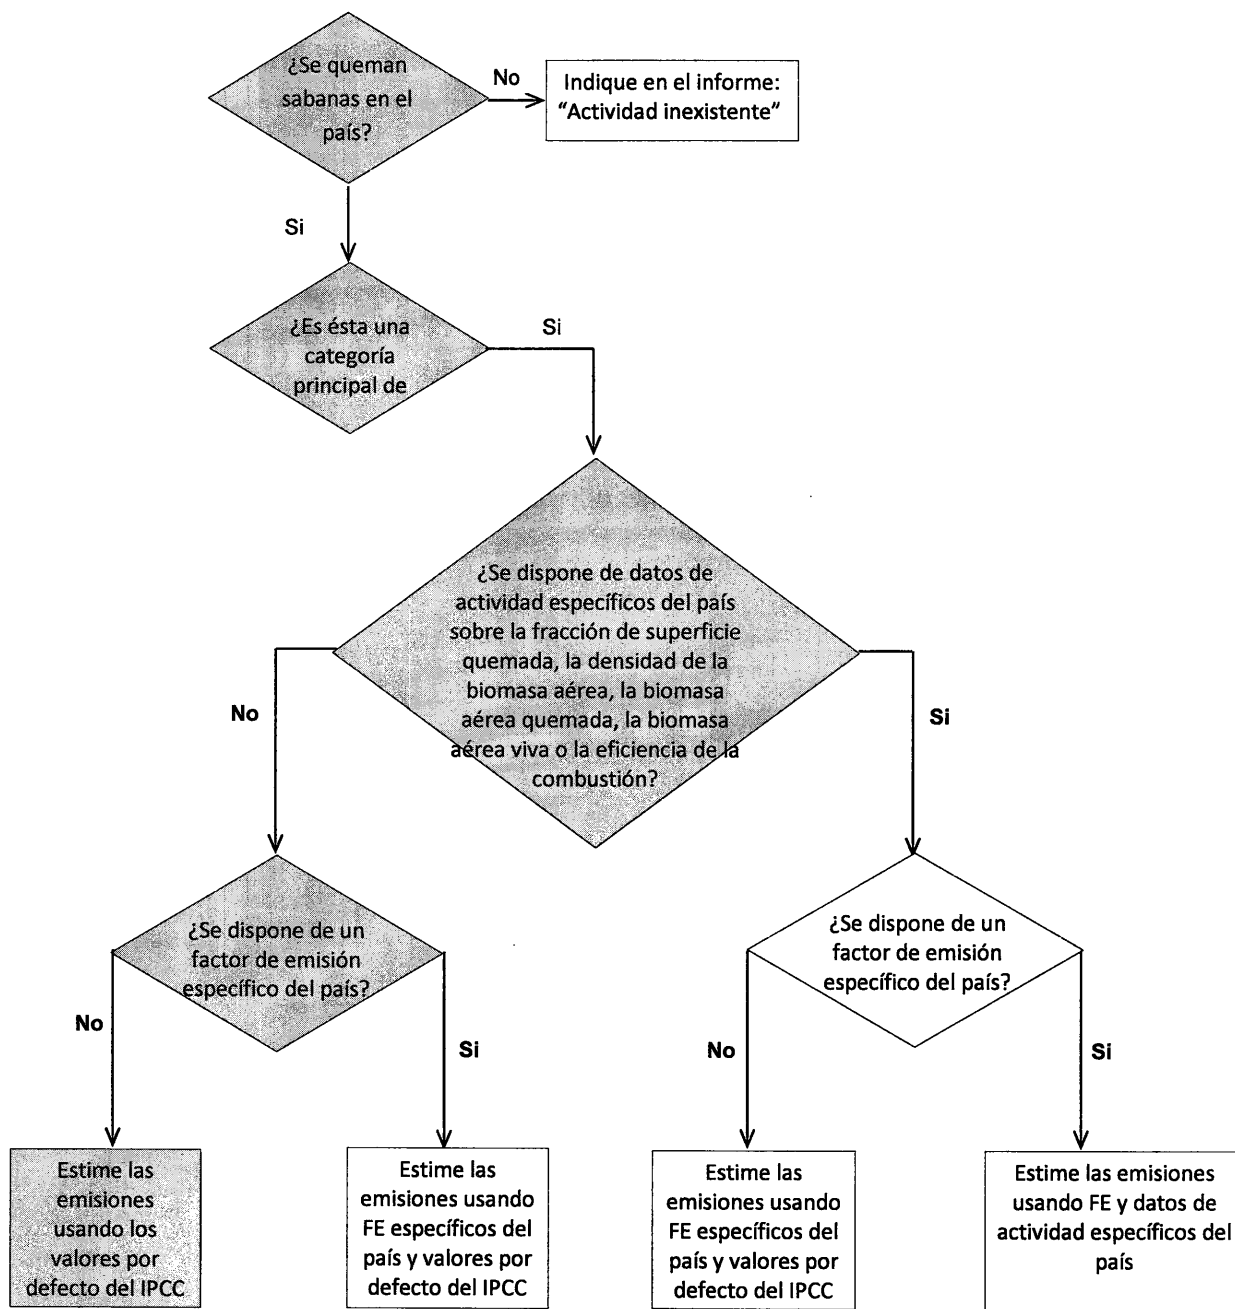 ¿Se queman
sabanas en el
país?
No
Indique en el informe:
“Actividad inexistente”
Si
¿Es ésta una
categoría
principal de
Si
¿Se dispone de datos de
actividad específicos del país
sobre la fracción de superficie
quemada, la densidad de la
biomasa aérea, la biomasa
aérea quemada, la biomasa
aérea viva o la eficiencia de la
combustión?
No
Si
¿Se dispone de un
factor de emisión
específico del país?
No
Si
¿Se dispone de un
factor de emisión
específico del país?
No
Si
Estime las
emisiones
usando los
valores por
defecto del IPCC
Estime las
emisiones usando
FE específicos del
país y valores por
defecto del IPCC
Estime las
emisiones usando
FE específicos del
país y valores por
defecto del IPCC
Estime las emisiones
usando FE y datos de
actividad específicos del
país